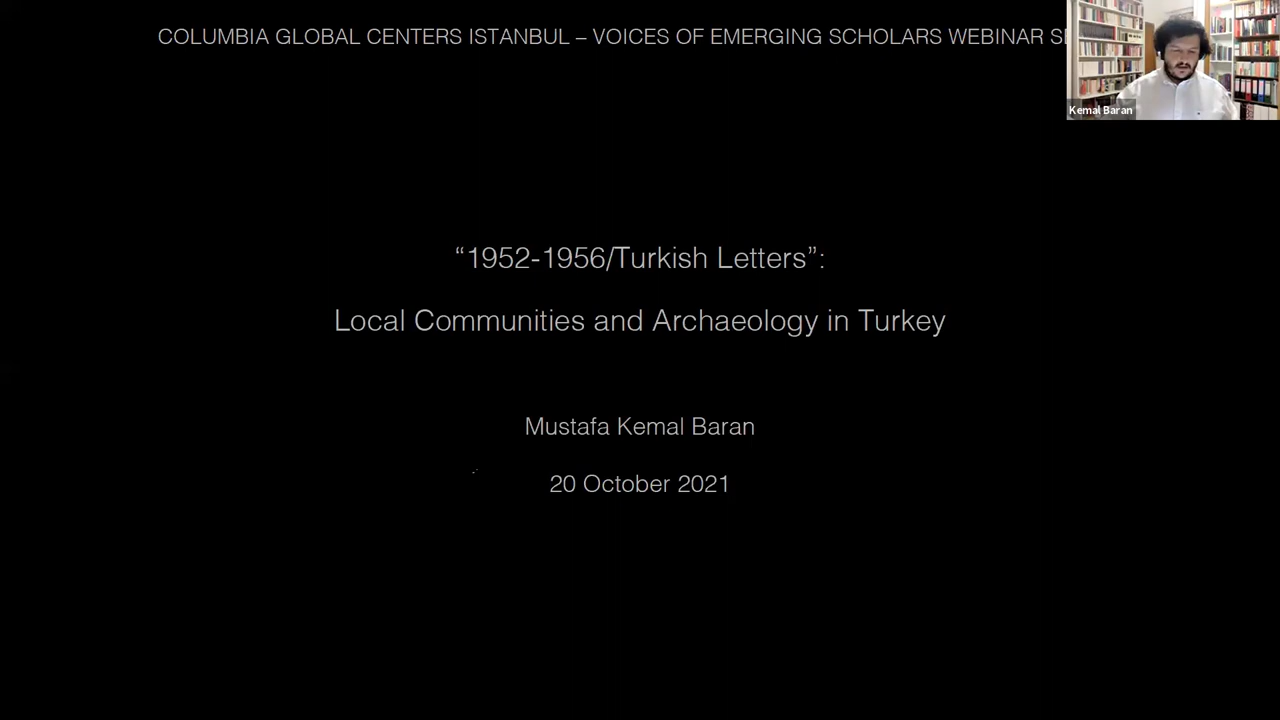 COLUMBIA GLOBAL CENTERS ISTANBUL – VOICES OF EMERGING SCHOLARS WEBINAR
Kemal Baran
“1952-1956/Turkish Letters”:
Local Communities and Archaeology in Turkey
Mustafa Kemal Baran
20 October 2021